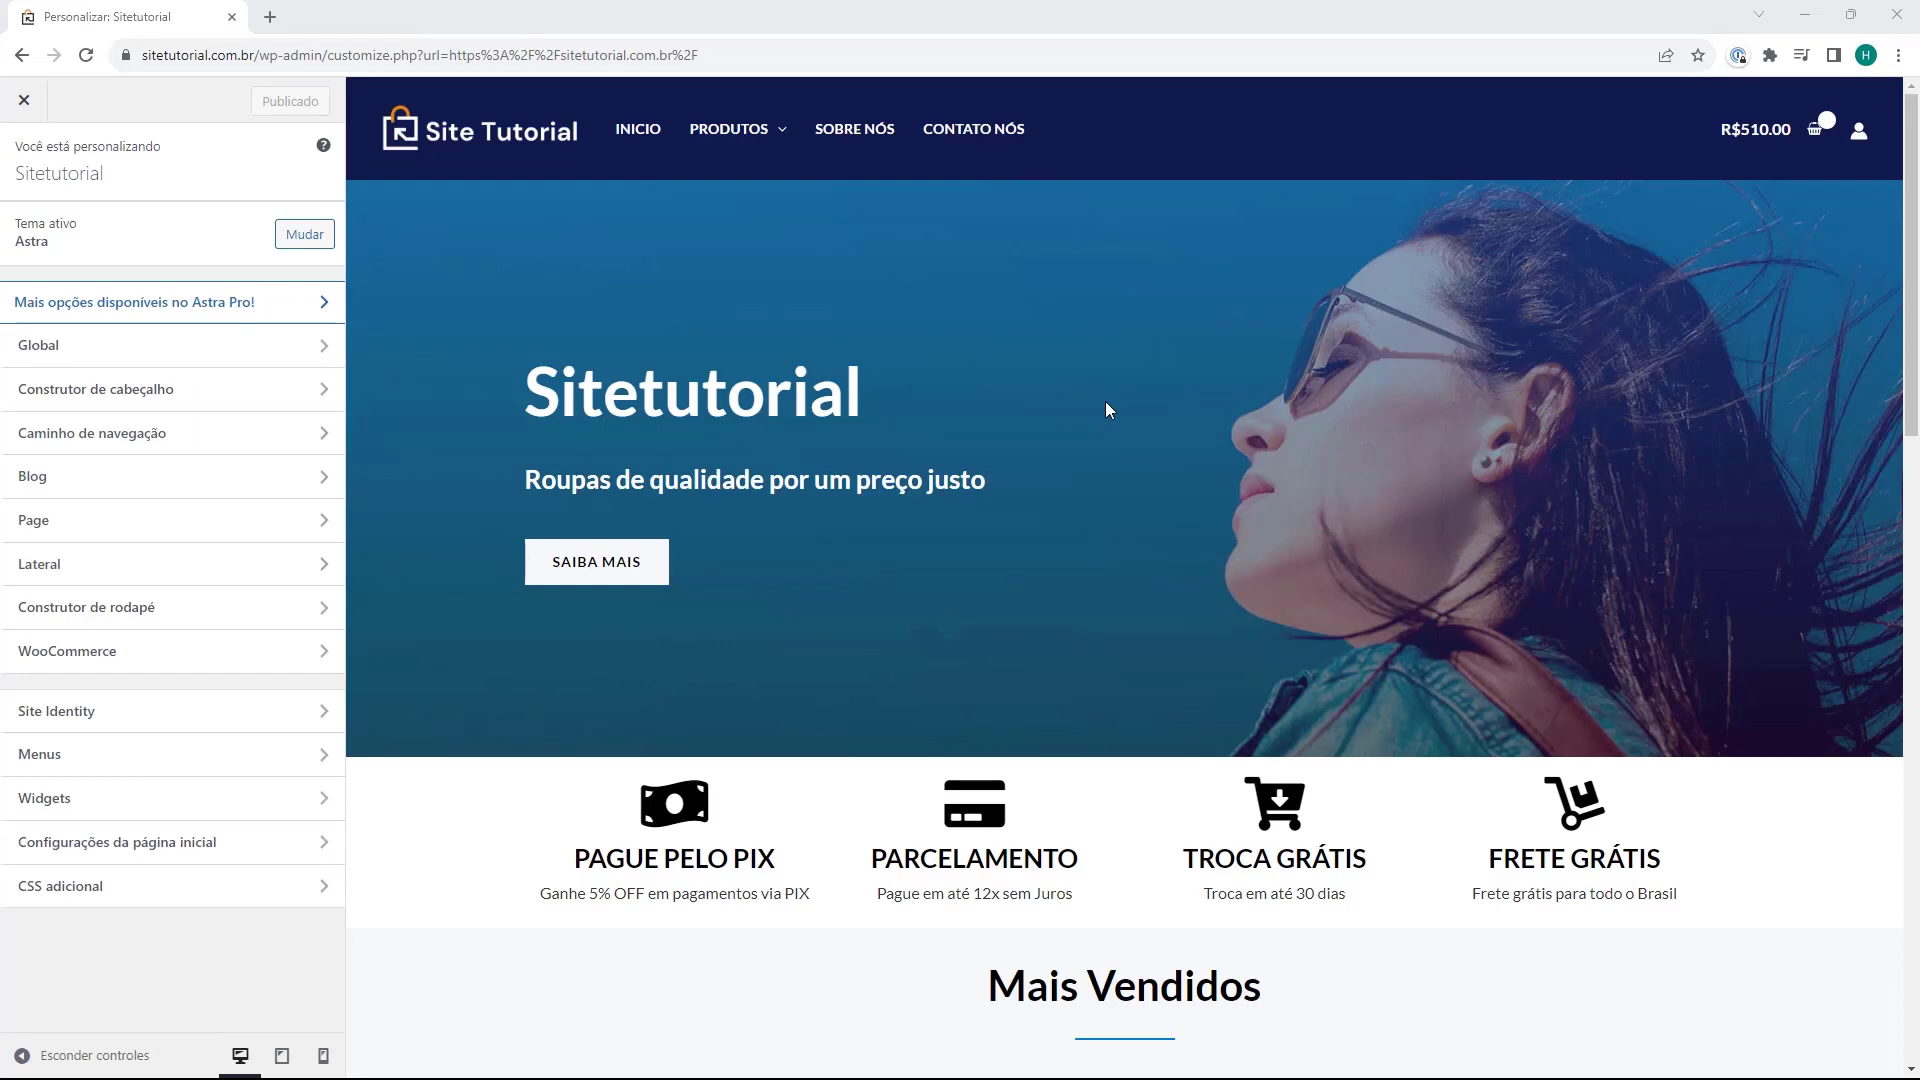 Personalizar: Sitetutorial
sitetutorial.com.br/wp-admin/customize.php?url=https%3A%2F%2Fsitetutorial.com.br%2F
H
Publicado
Você está personalizando
Sitetutorial
Tema ativo
Astra
Mudar
Mais opções disponíveis no Astra Pro!
Global
Construtor de cabeçalho
Caminho de navegação
Blog
Page
Lateral
Construtor de rodapé
WooCommerce
Site Identity
Menus
Widgets
Configurações da página inicial
CSS adicional
Esconder controles
Site Tutorial
INICIO
PRODUTOS
SOBRE NÓS
CONTATO NÓS
R$510.00
Sitetutorial
Roupas de qualidade por um preço justo
SAIBA MAIS
PAGUE PELO PIX
Ganhe 5% OFF em pagamentos via PIX
PARCELAMENTO
Pague em até 12x sem Juros
TROCA GRÁTIS
Troca em até 30 dias
FRETE GRÁTIS
Frete grátis para todo o Brasil
Mais Vendidos